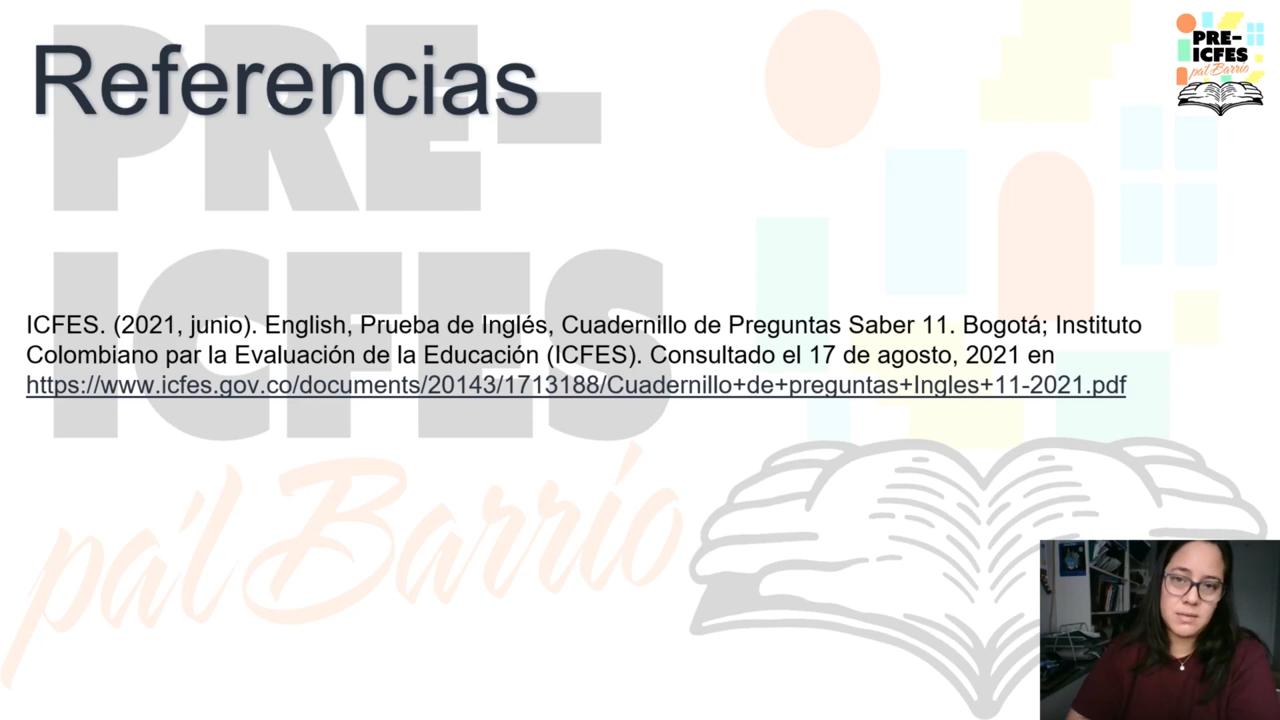 Referencias
PRE-
ICFES
pa'l Barrio
PRE-
ICFES
pa'l Barrio
ICFES. (2021, junio). English, Prueba de Inglés, Cuadernillo de Preguntas Saber 11. Bogotá; Instituto
Colombiano par la Evaluación de la Educación (ICFES). Consultado el 17 de agosto, 2021 en
https://www.icfes.gov.co/documents/20143/1713188/Cuadernillo+de+preguntas+Ingles+11-2021.pdf